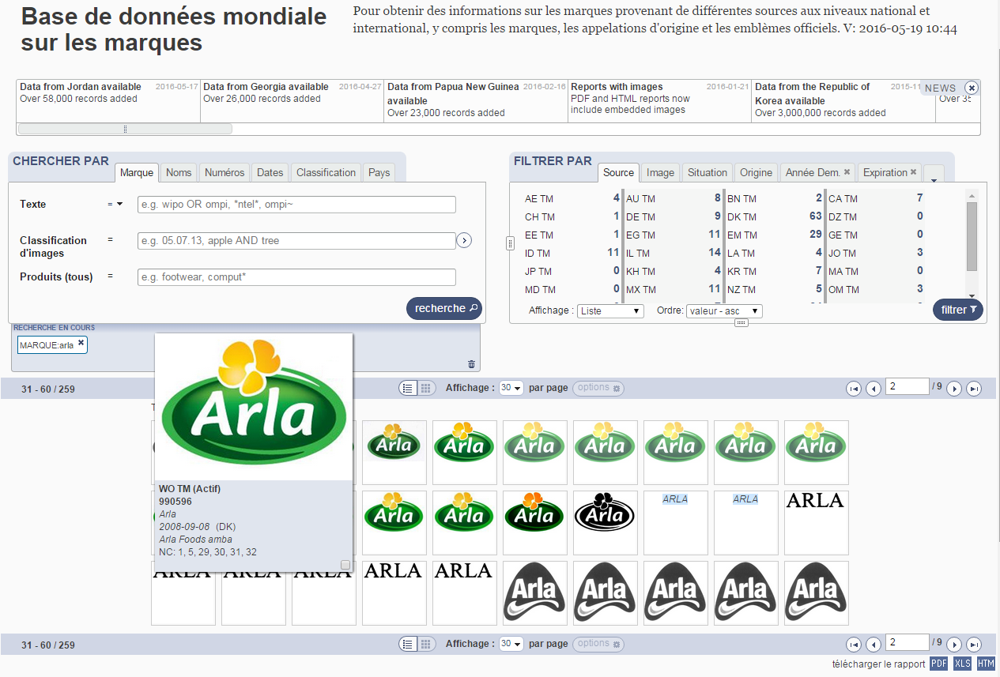 Base de données mondiale
sur les marques
Pour obtenir des informations sur les marques provenant de différentes sources aux niveaux national et
international, y compris les marques, les appelations d'origine et les emblèmes officiels. V: 2016-05-19 10:44
Data from Jordan available 2016-05-17
Over 58,000 records added
Data from Georgia available 2016-04-27
Over 26,000 records added
Data from Papua New Guinea 2016-02-16
available
Over 23,000 records added
Reports with images 2016-01-21
PDF and HTML reports now
include embedded images
Data from the Republic of 2015-11
Korea available
Over 3,000,000 records added
NEWS
Over 35
CHERCHER PAR
Marque Noms Numéros Dates Classification Pays
Texte = e.g. wipo OR ompi, *ntel*, ompi~
Classification = e.g. 05.07.13, apple AND tree
d'images
Produits (tous) = e.g. footwear, comput*
recherche
FILTRER PAR
Source Image Situation Origine Année Dem. Expiration
AE TM 4 AU TM 8 BN TM 2 CA TM 7
CH TM 1 DE TM 9 DK TM 63 DZ TM 0
EE TM 1 EG TM 11 EM TM 29 GE TM 0
ID TM 11 IL TM 14 LA TM 4 JO TM 3
JP TM 0 KH TM 4 KR TM 7 MA TM 0
MD TM 0 MX TM 11 NZ TM 5 OM TM 3
Affichage : Liste Ordre: valeur - asc
filtrer
RECHERCHE EN COURS
MARQUE:arla
31 - 60 / 259
Affichage : 30 par page options
2 / 9
Arla
WO TM (Actif)
990596
Arla
2008-09-08 (DK)
Arla Foods amba
NC: 1, 5, 29, 30, 31, 32
Arla Arla Arla Arla Arla Arla Arla
Arla Arla Arla Arla ARLA ARLA ARLA
ARLA ARLA ARLA ARLA ARLA Arla Arla Arla Arla Arla
31 - 60 / 259
Affichage : 30 par page options
2 / 9
télécharger le rapport PDF XLS HTM